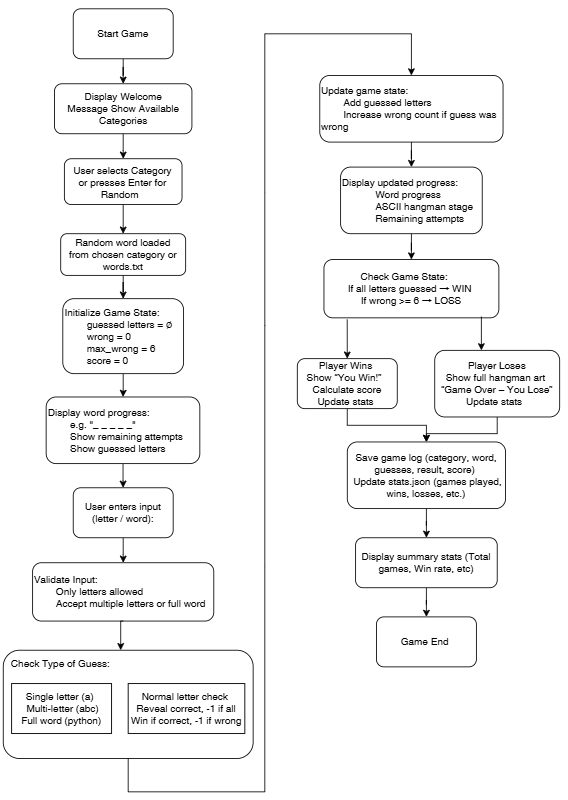 Start Game
Display Welcome
Message Show Available
Categories
User selects Category
or presses Enter for
Random
Random word loaded
from chosen category or
words.txt
Initialize Game State:
guessed letters = Ø
wrong = 0
max_wrong = 6
score = 0
Display word progress:
e.g. "_ _ _ _ _"
Show remaining attempts
Show guessed letters
User enters input
(letter / word):
Validate Input:
Only letters allowed
Accept multiple letters or full word
Check Type of Guess:
Single letter (a)
Multi-letter (abc)
Full word (python)
Normal letter check
Reveal correct, -1 if all
Win if correct, -1 if wrong
Update game state:
Add guessed letters
Increase wrong count if guess was
wrong
Display updated progress:
Word progress
ASCII hangman stage
Remaining attempts
Check Game State:
If all letters guessed → WIN
If wrong >= 6 → LOSS
Player Wins
Show "You Win!"
Calculate score
Update stats
Player Loses
Show full hangman art
"Game Over – You Lose"
Update stats
Save game log (category, word,
guesses, result, score)
Update stats.json (games played,
wins, losses, etc.)
Display summary stats (Total
games, Win rate, etc)
Game End